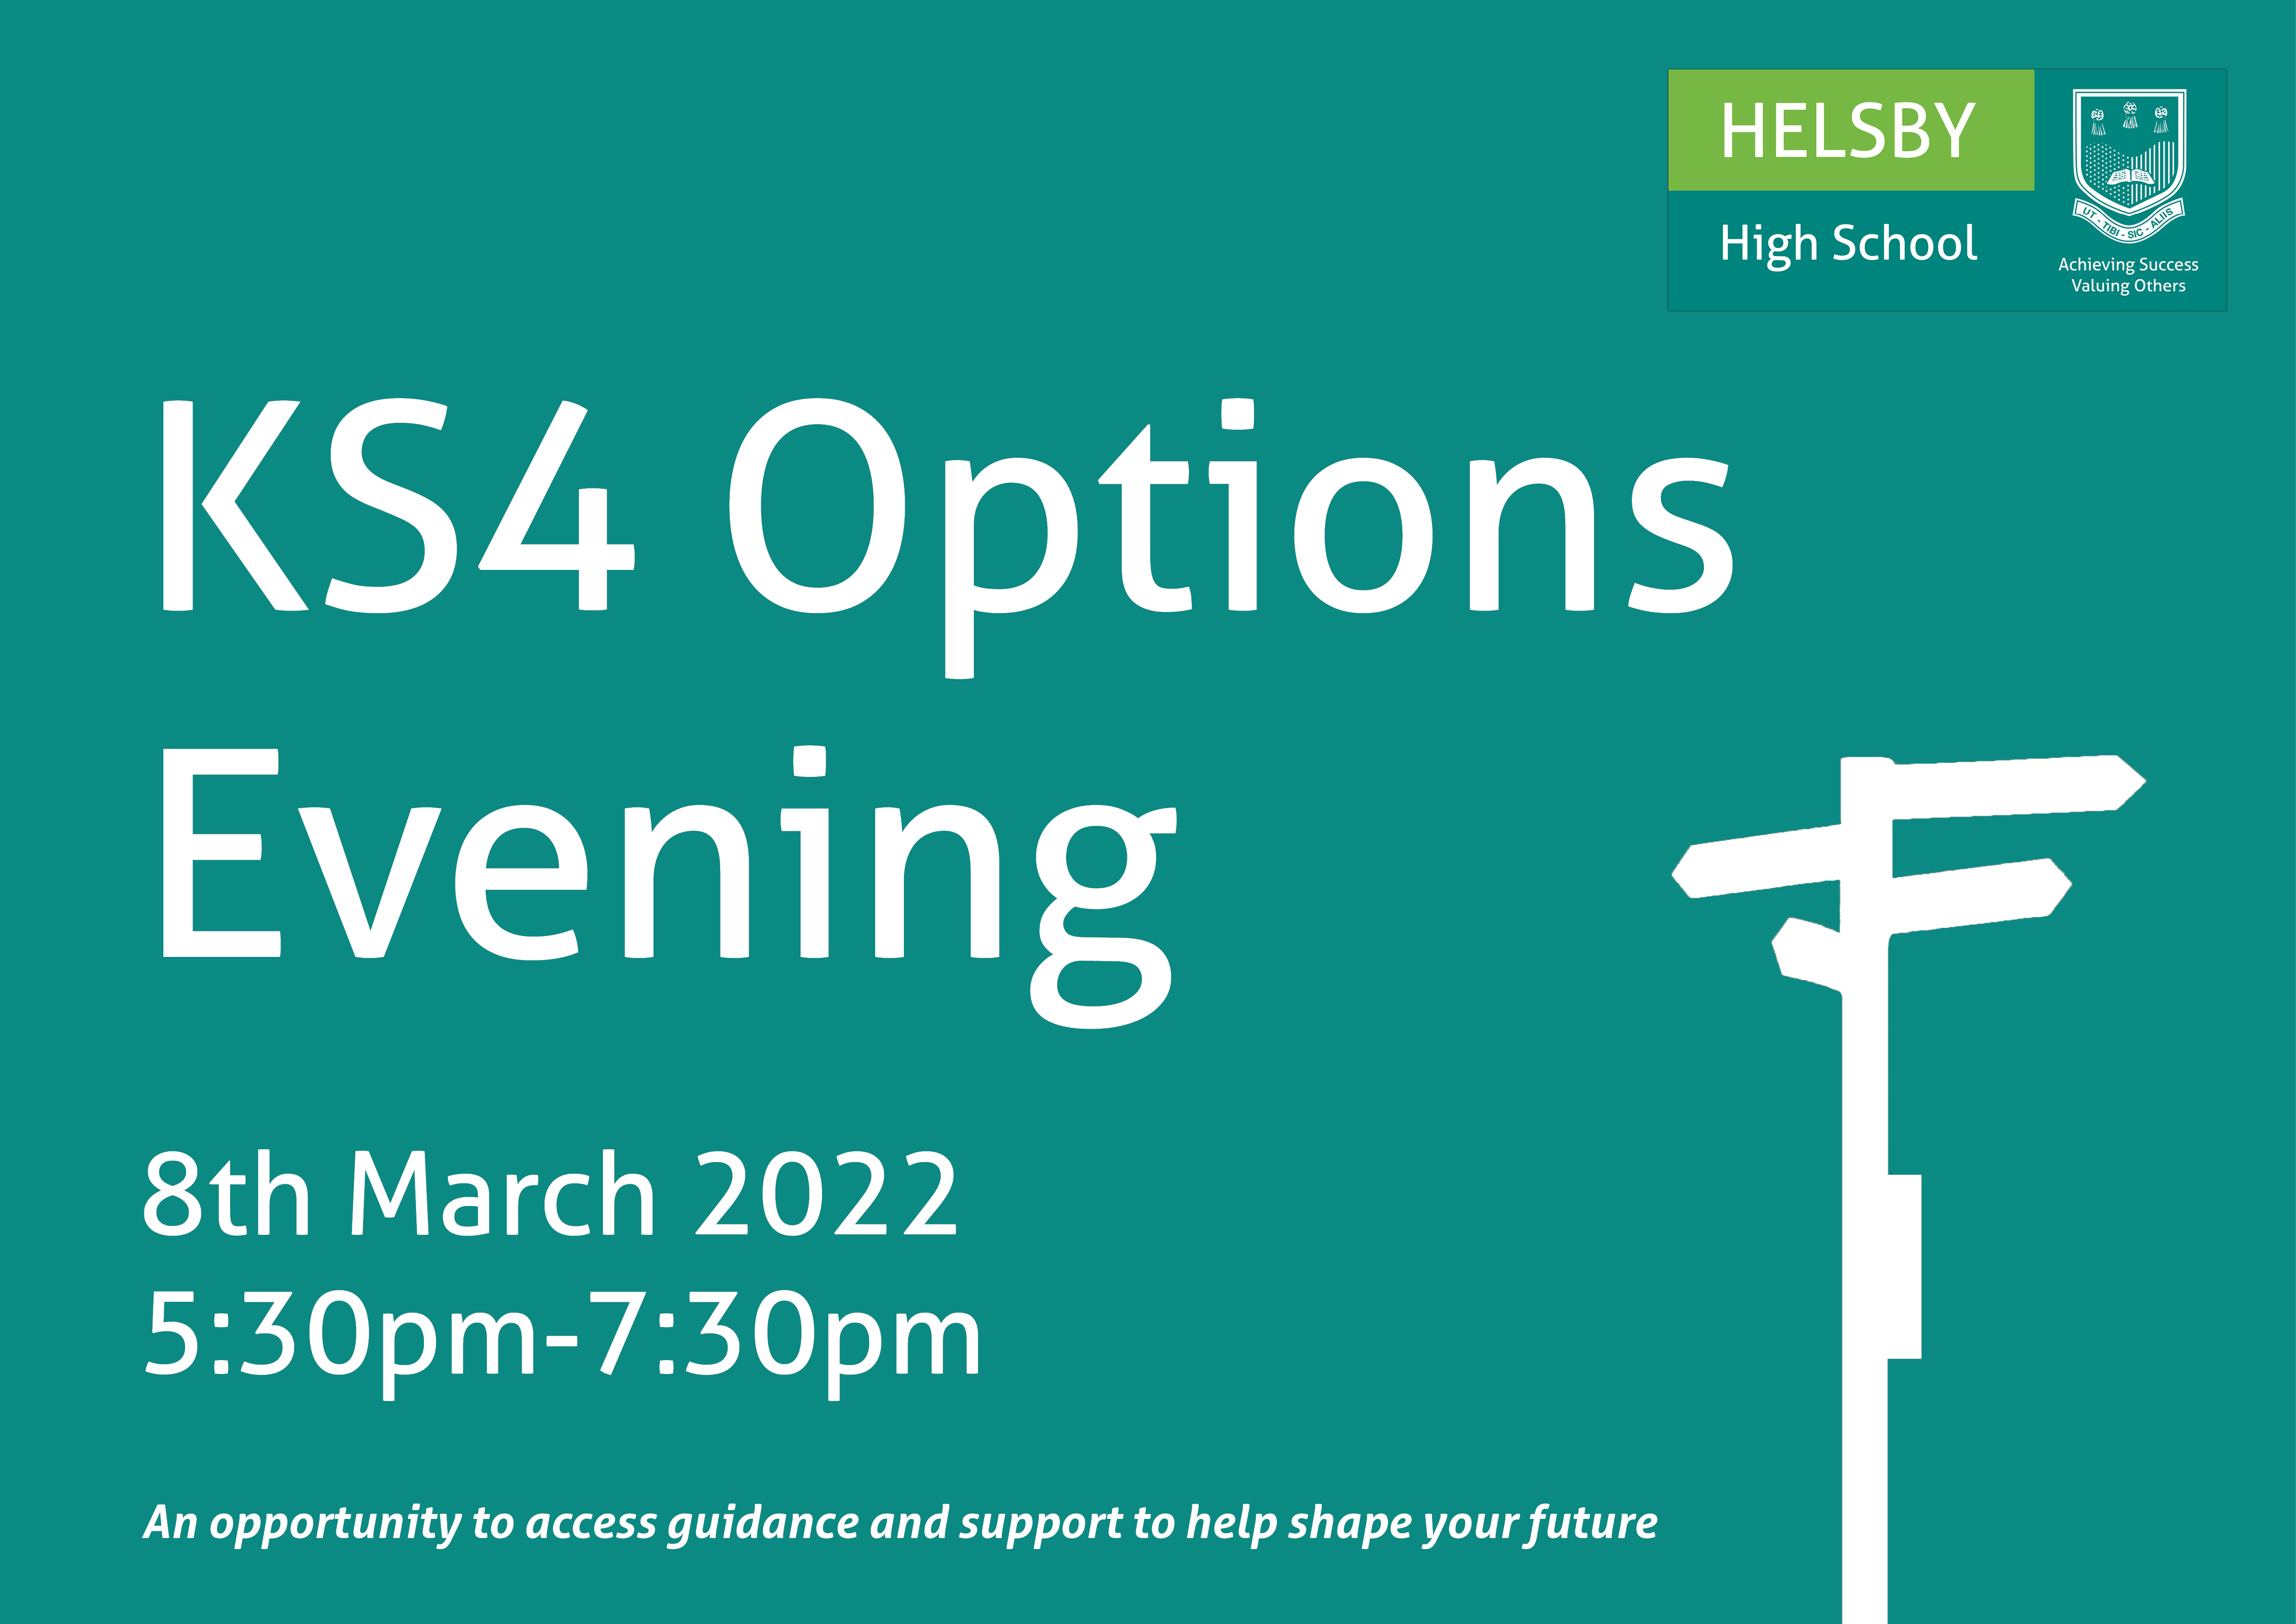 HELSBY
High School
UT - TIBI - SIC - ALIIS
Achieving Success
Valuing Others
KS4 Options
Evening
8th March 2022
5:30pm-7:30pm
An opportunity to access guidance and support to help shape your future